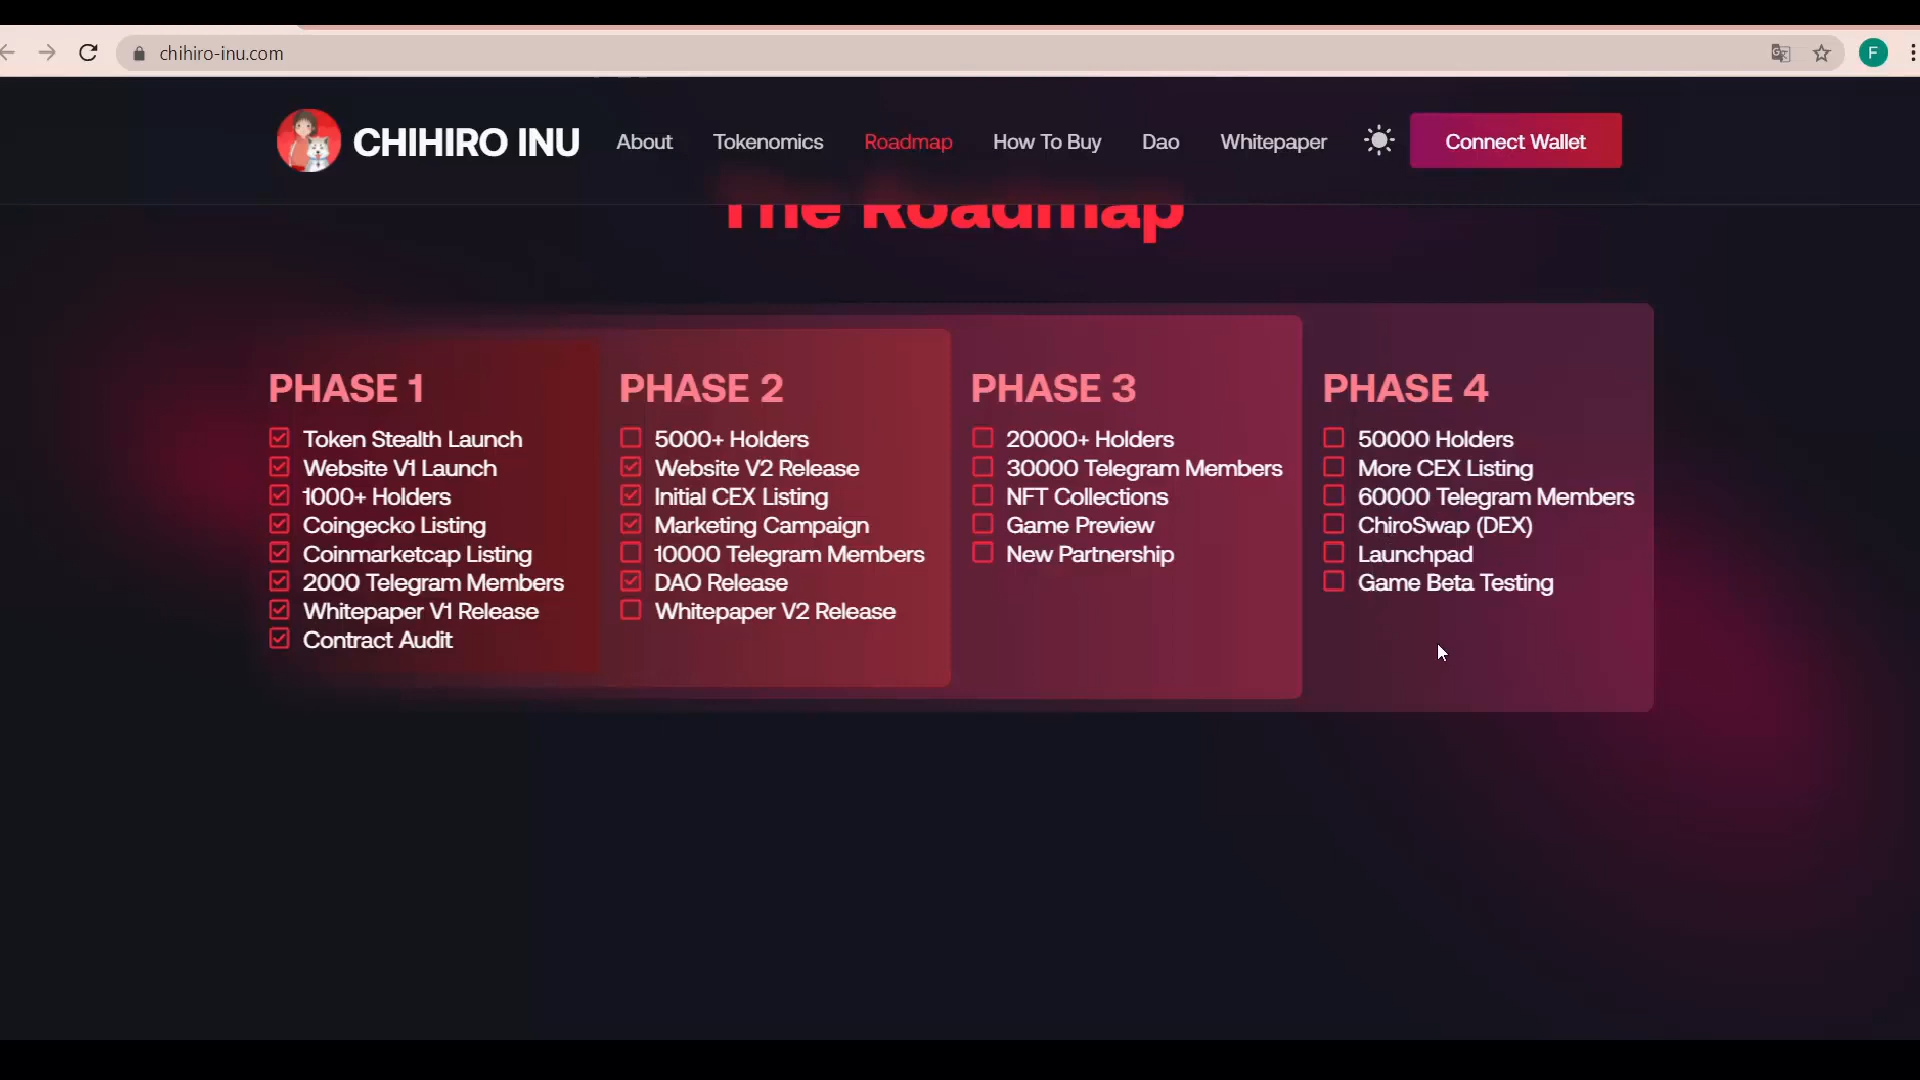 chihiro-inu.com
F
CHIHIRO INU
About
Tokenomics
Roadmap
How To Buy
Dao
Whitepaper
Connect Wallet
The Roadmap
PHASE 1
Token Stealth Launch
Website V1 Launch
1000+ Holders
Coingecko Listing
Coinmarketcap Listing
2000 Telegram Members
Whitepaper V1 Release
Contract Audit
PHASE 2
5000+ Holders
Website V2 Release
Initial CEX Listing
Marketing Campaign
10000 Telegram Members
DAO Release
Whitepaper V2 Release
PHASE 3
20000+ Holders
30000 Telegram Members
NFT Collections
Game Preview
New Partnership
PHASE 4
50000 Holders
More CEX Listing
60000 Telegram Members
ChiroSwap (DEX)
Launchpad
Game Beta Testing